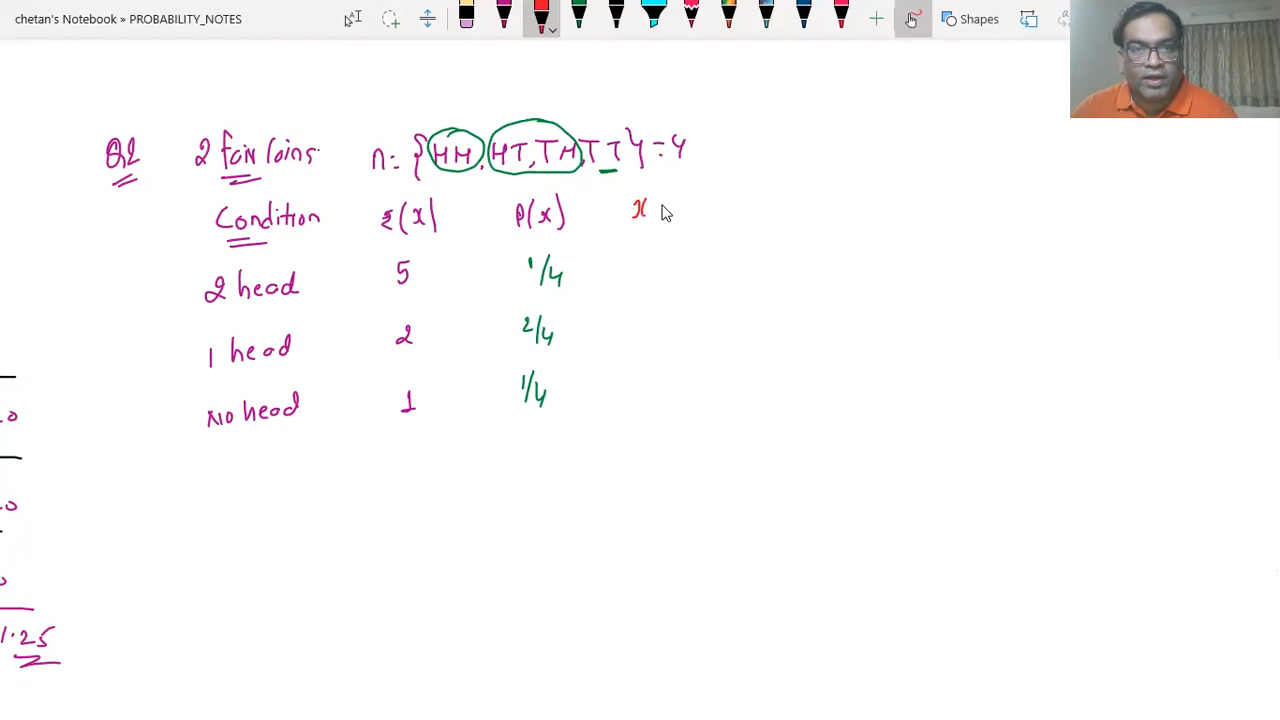 chetan's Notebook » PROBABILITY_NOTES
Shapes
Q.2 2 Fair Coins n = {HH, HT, TH, TT} = 4
Condition ₹(x) P(x) x
2 head 5 1/4
1 head 2 2/4
No head 1 1/4
1.25